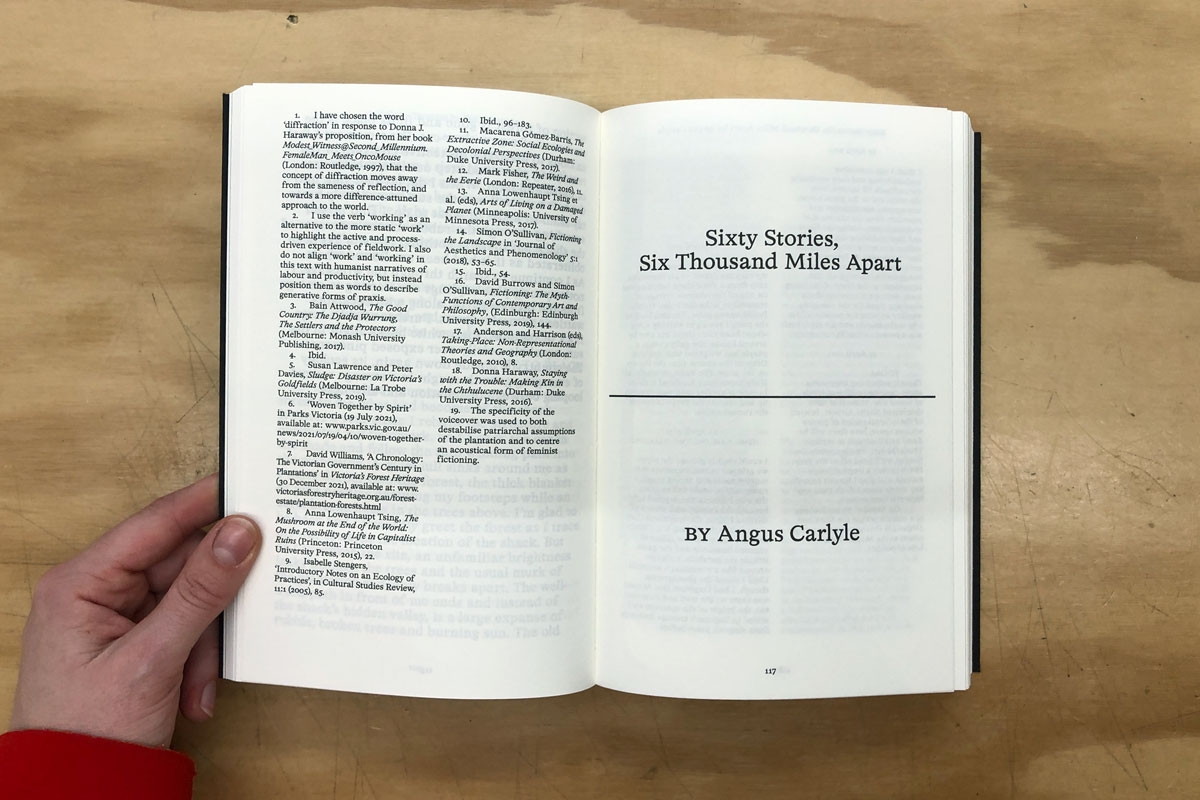 1. I have chosen the word
‘diffraction’ in response to Donna J.
Haraway’s proposition, from her book
Modest_Witness@Second_Millennium.
FemaleMan_Meets_OncoMouse
(London: Routledge, 1997), that the
concept of diffraction moves away
from the sameness of reflection, and
towards a more difference-attuned
approach to the world.
2. I use the verb ‘working’ as an
alternative to the more static ‘work’
to highlight the active and process-
driven experience of fieldwork. I also
do not align ‘work’ and ‘working’ in
this text with humanist narratives of
labour and productivity, but instead
position them as words to describe
generative forms of praxis.
3. Bain Attwood, The Good
Country: The Djadja Wurrung,
The Settlers and the Protectors
(Melbourne: Monash University
Publishing, 2017).
4. Ibid.
5. Susan Lawrence and Peter
Davies, Sludge: Disaster on Victoria’s
Goldfields (Melbourne: La Trobe
University Press, 2019).
6. ‘Woven Together by Spirit’
in Parks Victoria (19 July 2021),
available at: www.parks.vic.gov.au/
news/2021/07/19/04/10/woven-together-
by-spirit
7. David Williams, ‘A Chronology:
The Victorian Government’s Century in
Plantations’ in Victoria’s Forest Heritage
(30 December 2021), available at: www.
victoriasforestryheritage.org.au/forest-
estate/plantation-forests.html
8. Anna Lowenhaupt Tsing, The
Mushroom at the End of the World:
On the Possibility of Life in Capitalist
Ruins (Princeton: Princeton
University Press, 2015), 22.
9. Isabelle Stengers,
‘Introductory Notes on an Ecology of
Practices’, in Cultural Studies Review,
11:1 (2005), 85.
10. Ibid., 96–183.
11. Macarena Gómez-Barris, The
Extractive Zone: Social Ecologies and
Decolonial Perspectives (Durham:
Duke University Press, 2017).
12. Mark Fisher, The Weird and
the Eerie (London: Repeater, 2016), 11.
13. Anna Lowenhaupt Tsing et
al. (eds), Arts of Living on a Damaged
Planet (Minneapolis: University of
Minnesota Press, 2017).
14. Simon O’Sullivan, Fictioning
the Landscape in ‘Journal of
Aesthetics and Phenomenology’ 5:1
(2018), 53–65.
15. Ibid., 54.
16. David Burrows and Simon
O’Sullivan, Fictioning: The Myth-
Functions of Contemporary Art and
Philosophy, (Edinburgh: Edinburgh
University Press, 2019), 144.
17. Anderson and Harrison (eds),
Taking-Place: Non-Representational
Theories and Geography (London:
Routledge, 2010), 8.
18. Donna Haraway, Staying
with the Trouble: Making Kin in
the Chthulucene (Durham: Duke
University Press, 2016).
19. The specificity of the
voiceover was used to both
destabilise patriarchal assumptions
of the plantation and to centre
an acoustical form of feminist
fictioning.
Sixty Stories,
Six Thousand Miles Apart
BY Angus Carlyle
117